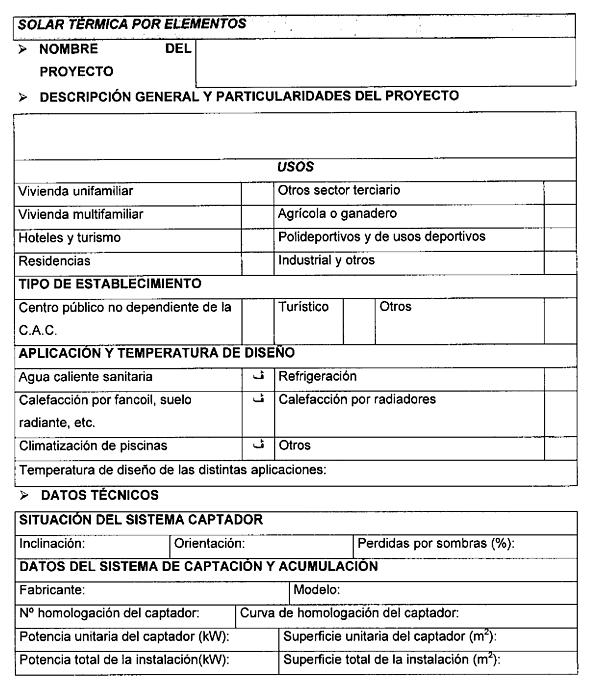 SOLAR TÉRMICA POR ELEMENTOS
➢ NOMBRE DEL
PROYECTO
➢ DESCRIPCIÓN GENERAL Y PARTICULARIDADES DEL PROYECTO
USOS
Vivienda unifamiliar Otros sector terciario
Vivienda multifamiliar Agrícola o ganadero
Hoteles y turismo Polideportivos y de usos deportivos
Residencias Industrial y otros
TIPO DE ESTABLECIMIENTO
Centro público no dependiente de la Turístico Otros
C.A.C.
APLICACIÓN Y TEMPERATURA DE DISEÑO
Agua caliente sanitaria Refrigeración
Calefacción por fancoil, suelo Calefacción por radiadores
radiante, etc.
Climatización de piscinas Otros
Temperatura de diseño de las distintas aplicaciones:
➢ DATOS TÉCNICOS
SITUACIÓN DEL SISTEMA CAPTADOR
Inclinación: Orientación: Perdidas por sombras (%):
DATOS DEL SISTEMA DE CAPTACIÓN Y ACUMULACIÓN
Fabricante: Modelo:
Nº homologación del captador: Curva de homologación del captador:
Potencia unitaria del captador (kW): Superficie unitaria del captador (m²):
Potencia total de la instalación(kW): Superficie total de la instalación (m²):